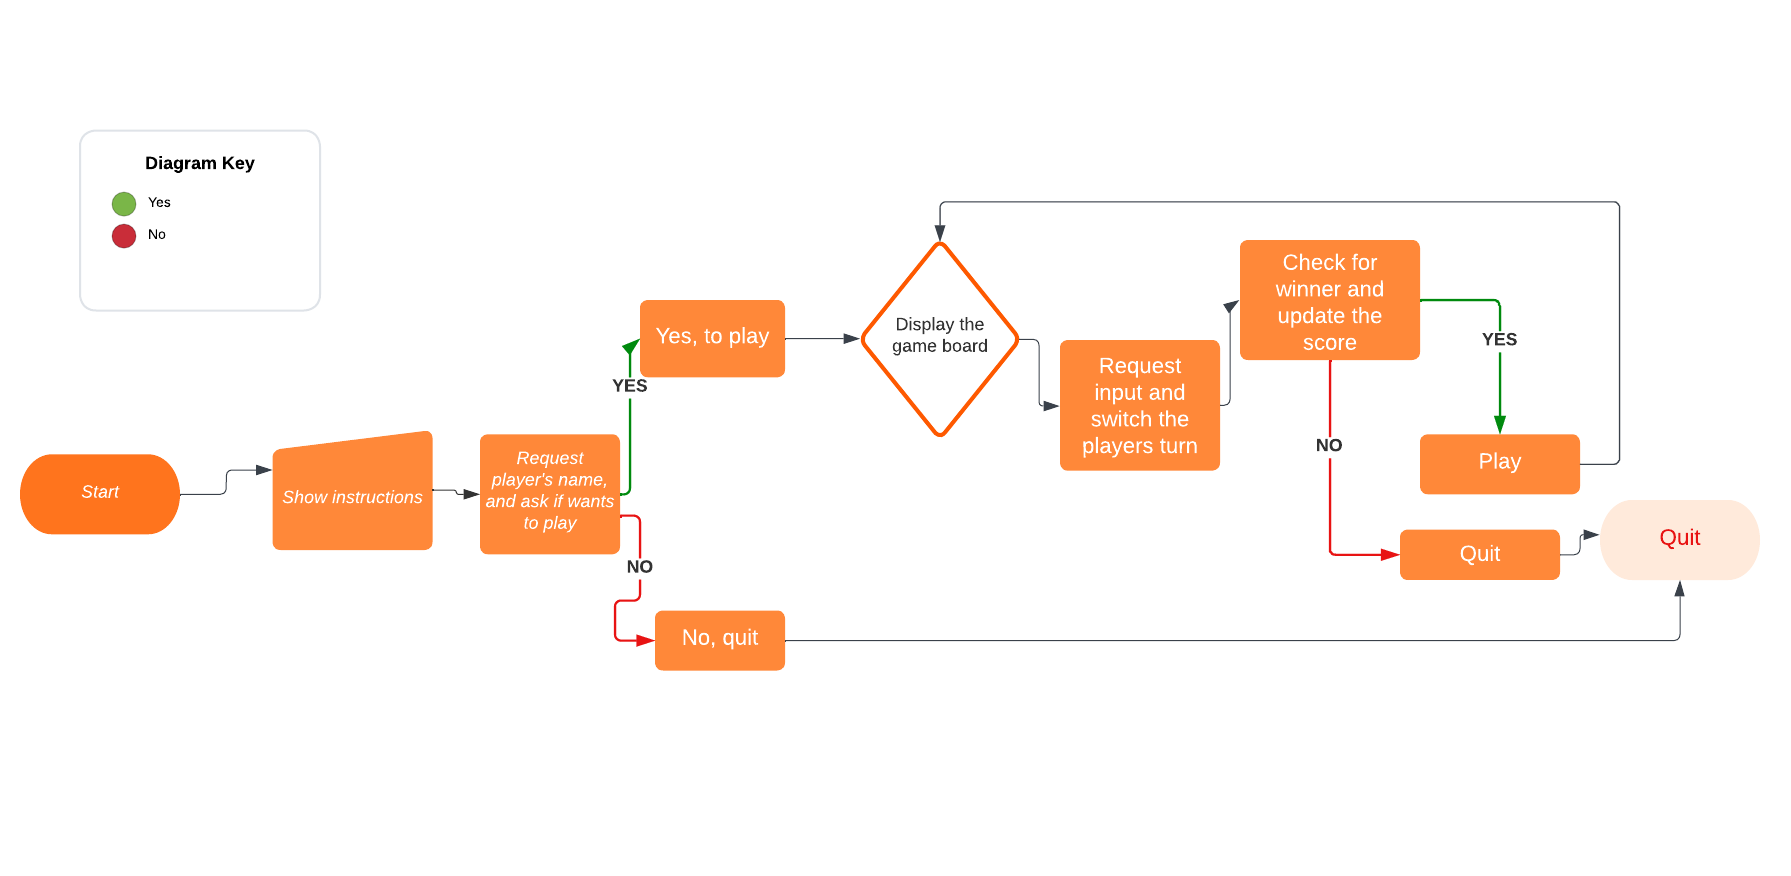 Diagram Key
Yes
No
Start
Show instructions
Request
player's name,
and ask if wants
to play
YES
Yes, to play
NO
No, quit
Display the
game board
Request
input and
switch the
players turn
Check for
winner and
update the
score
YES
Play
NO
Quit
Quit